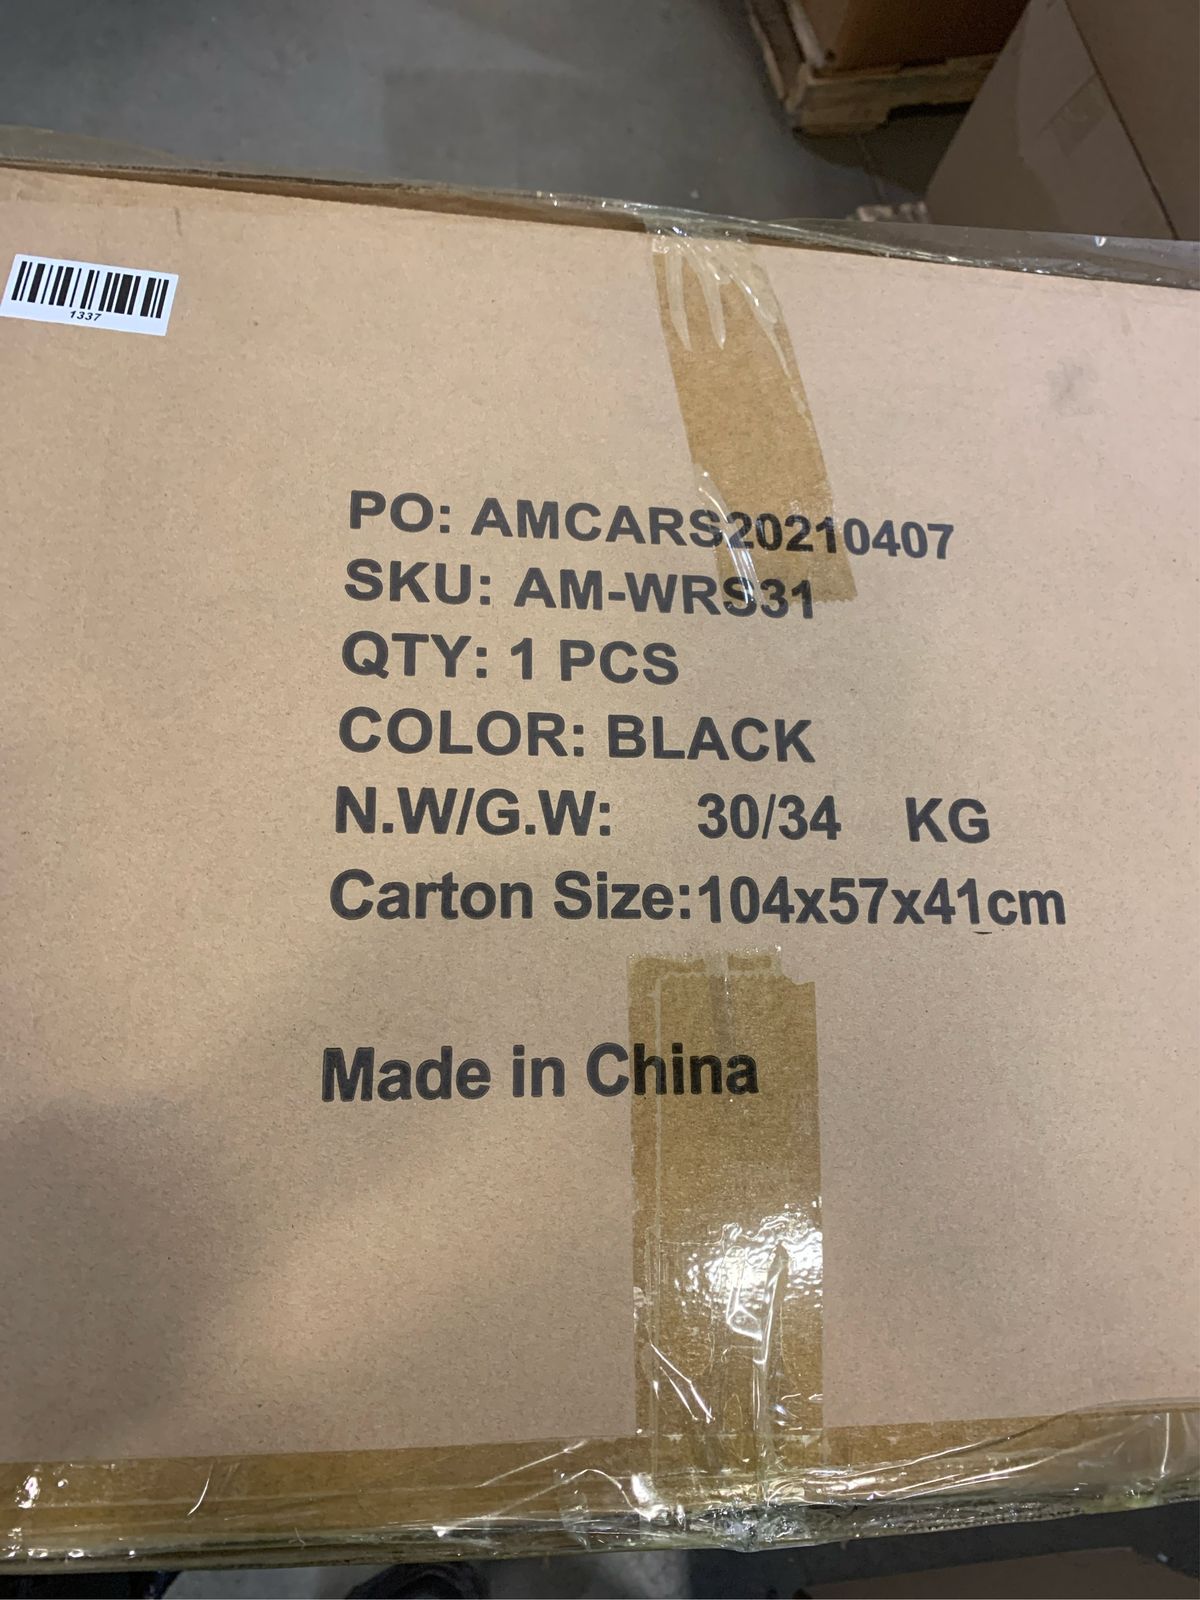 1337
PO: AMCARS20210407
SKU: AM-WRS31
QTY: 1 PCS
COLOR: BLACK
N.W/G.W: 30/34 KG
Carton Size:104x57x41cm
Made in China